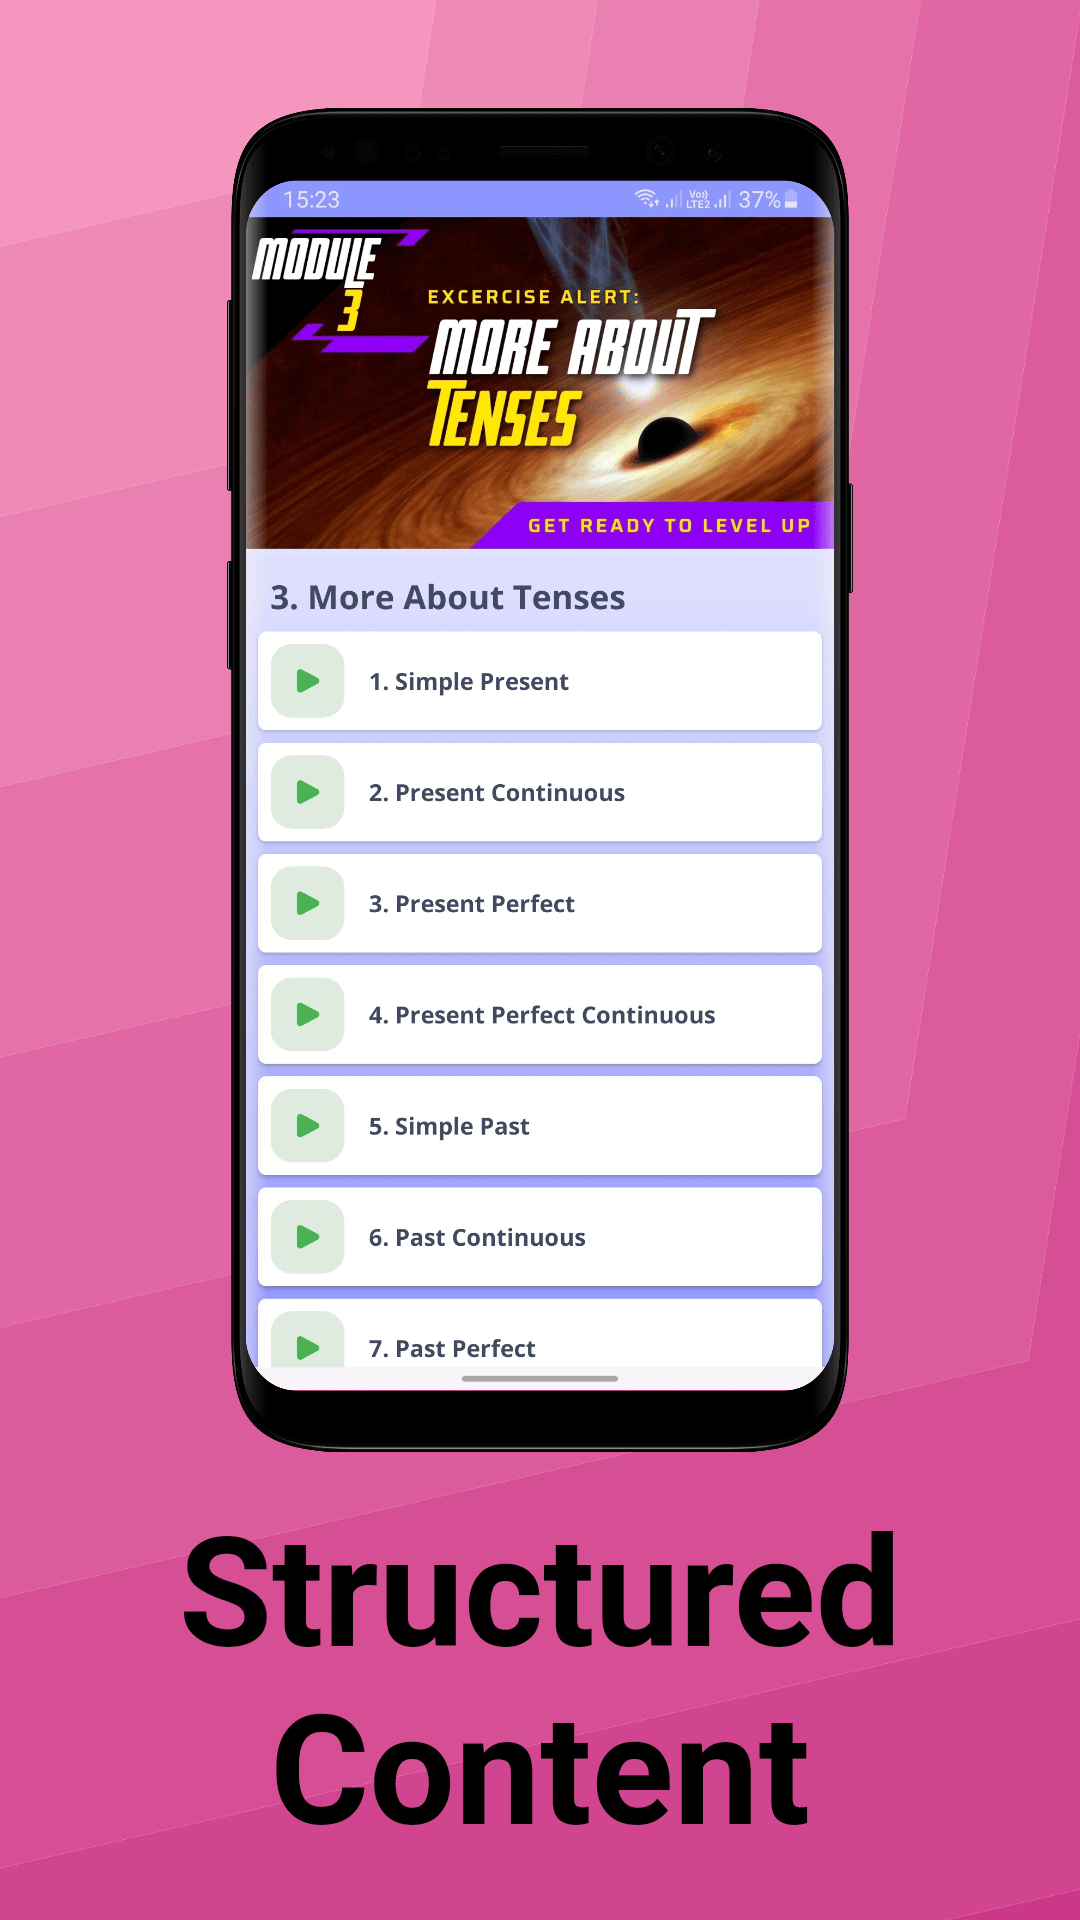 15:23
Vo)) LTE2 37%
MODULE
3
EXCERCISE ALERT:
MORE ABOUT
TENSES
GET READY TO LEVEL UP
3. More About Tenses
1. Simple Present
2. Present Continuous
3. Present Perfect
4. Present Perfect Continuous
5. Simple Past
6. Past Continuous
7. Past Perfect
Structured
Content